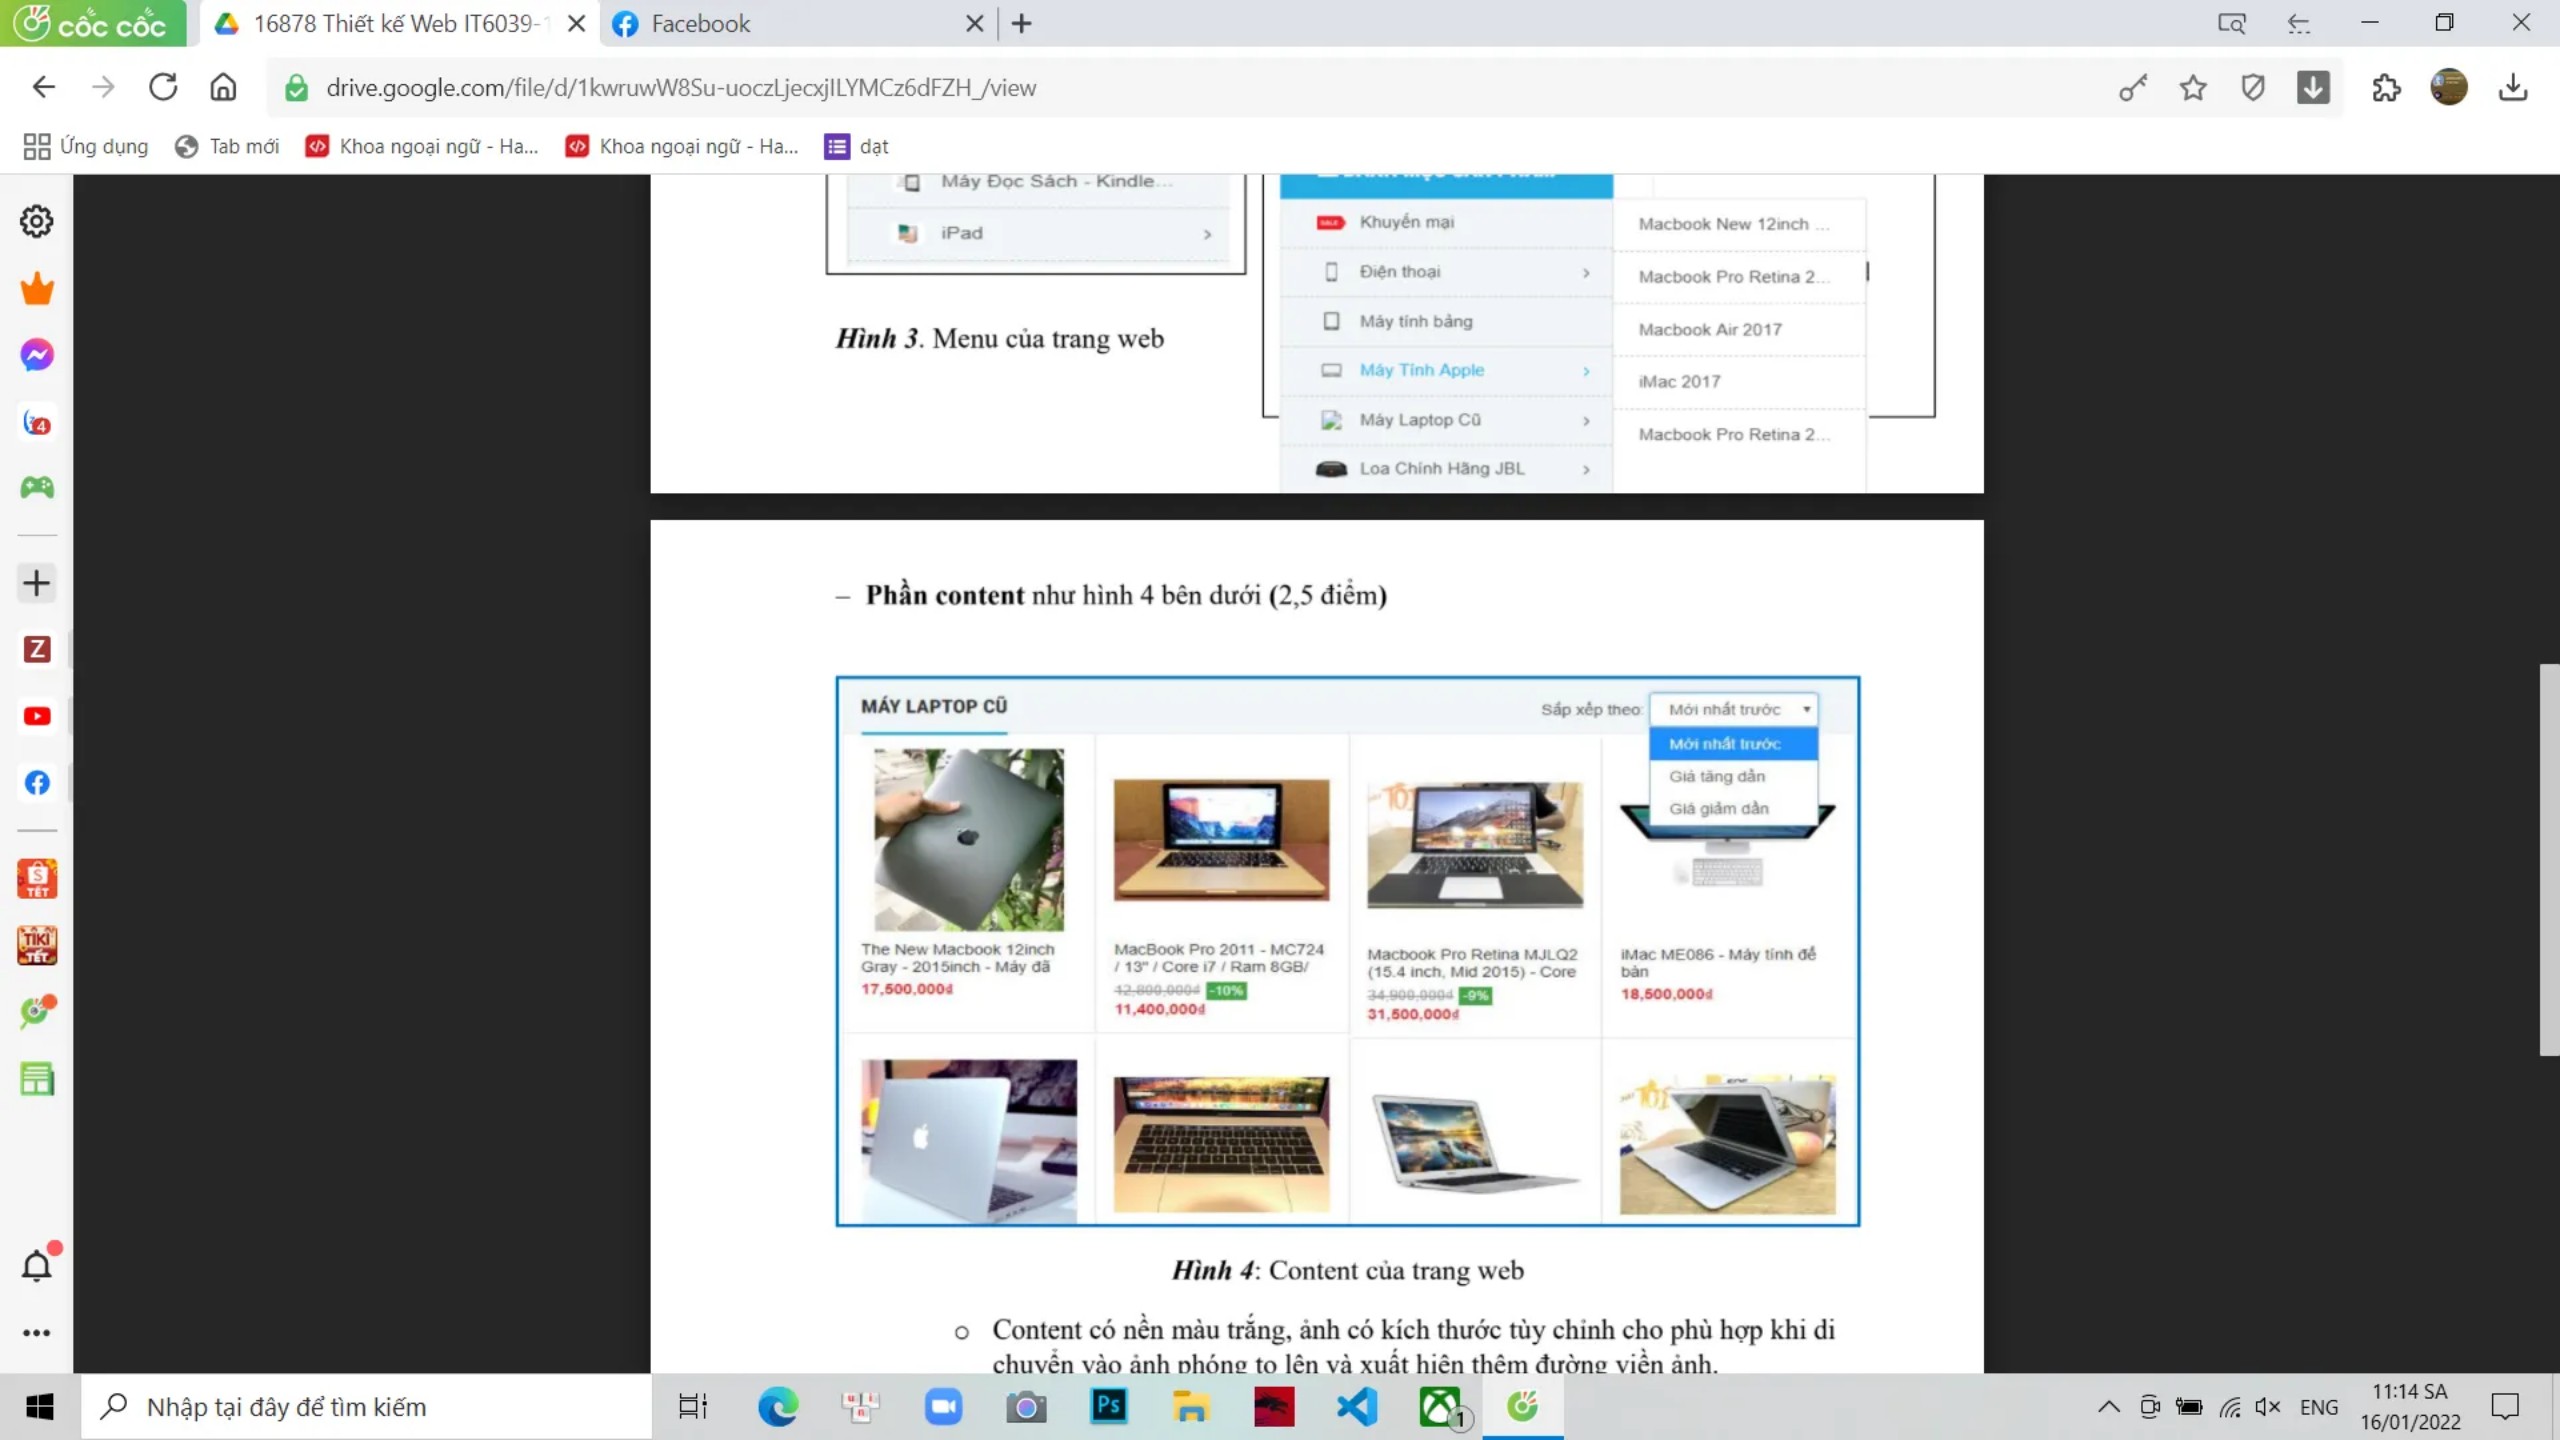 cốc cốc
16878 Thiết kế Web IT6039-1
Facebook
drive.google.com/file/d/1kwruwW8Su-uoczLjecxjILYMCz6dFZH_/view
Ứng dụng
Tab mới
Khoa ngoại ngữ - Ha...
Khoa ngoại ngữ - Ha...
dạt
Máy Đọc Sách - Kindle...
iPad
Khuyến mại
Điện thoại
Máy tính bảng
Máy Tính Apple
Máy Laptop Cũ
Loa Chính Hãng JBL
Macbook New 12inch ...
Macbook Pro Retina 2...
Macbook Air 2017
iMac 2017
Macbook Pro Retina 2...
Hình 3. Menu của trang web
– Phần content như hình 4 bên dưới (2,5 điểm)
MÁY LAPTOP CŨ
Sắp xếp theo:
Mới nhất trước
Mới nhất trước
Giá tăng dần
Giá giảm dần
The New Macbook 12inch
Gray - 2015inch - Máy đã
17,500,000đ
MacBook Pro 2011 - MC724
/ 13" / Core i7 / Ram 8GB/
12,800,000đ -10%
11,400,000đ
Macbook Pro Retina MJLQ2
(15.4 inch, Mid 2015) - Core
34,900,000đ -9%
31,500,000đ
iMac ME086 - Máy tính để
bàn
18,500,000đ
Hình 4: Content của trang web
o Content có nền màu trắng, ảnh có kích thước tùy chỉnh cho phù hợp khi di
chuyển vào ảnh phóng to lên và xuất hiện thêm đường viền ảnh.
4
Z
S
TẾT
TIKI
TẾT
Nhập tại đây để tìm kiếm
Ps
1
ENG
11:14 SA
16/01/2022